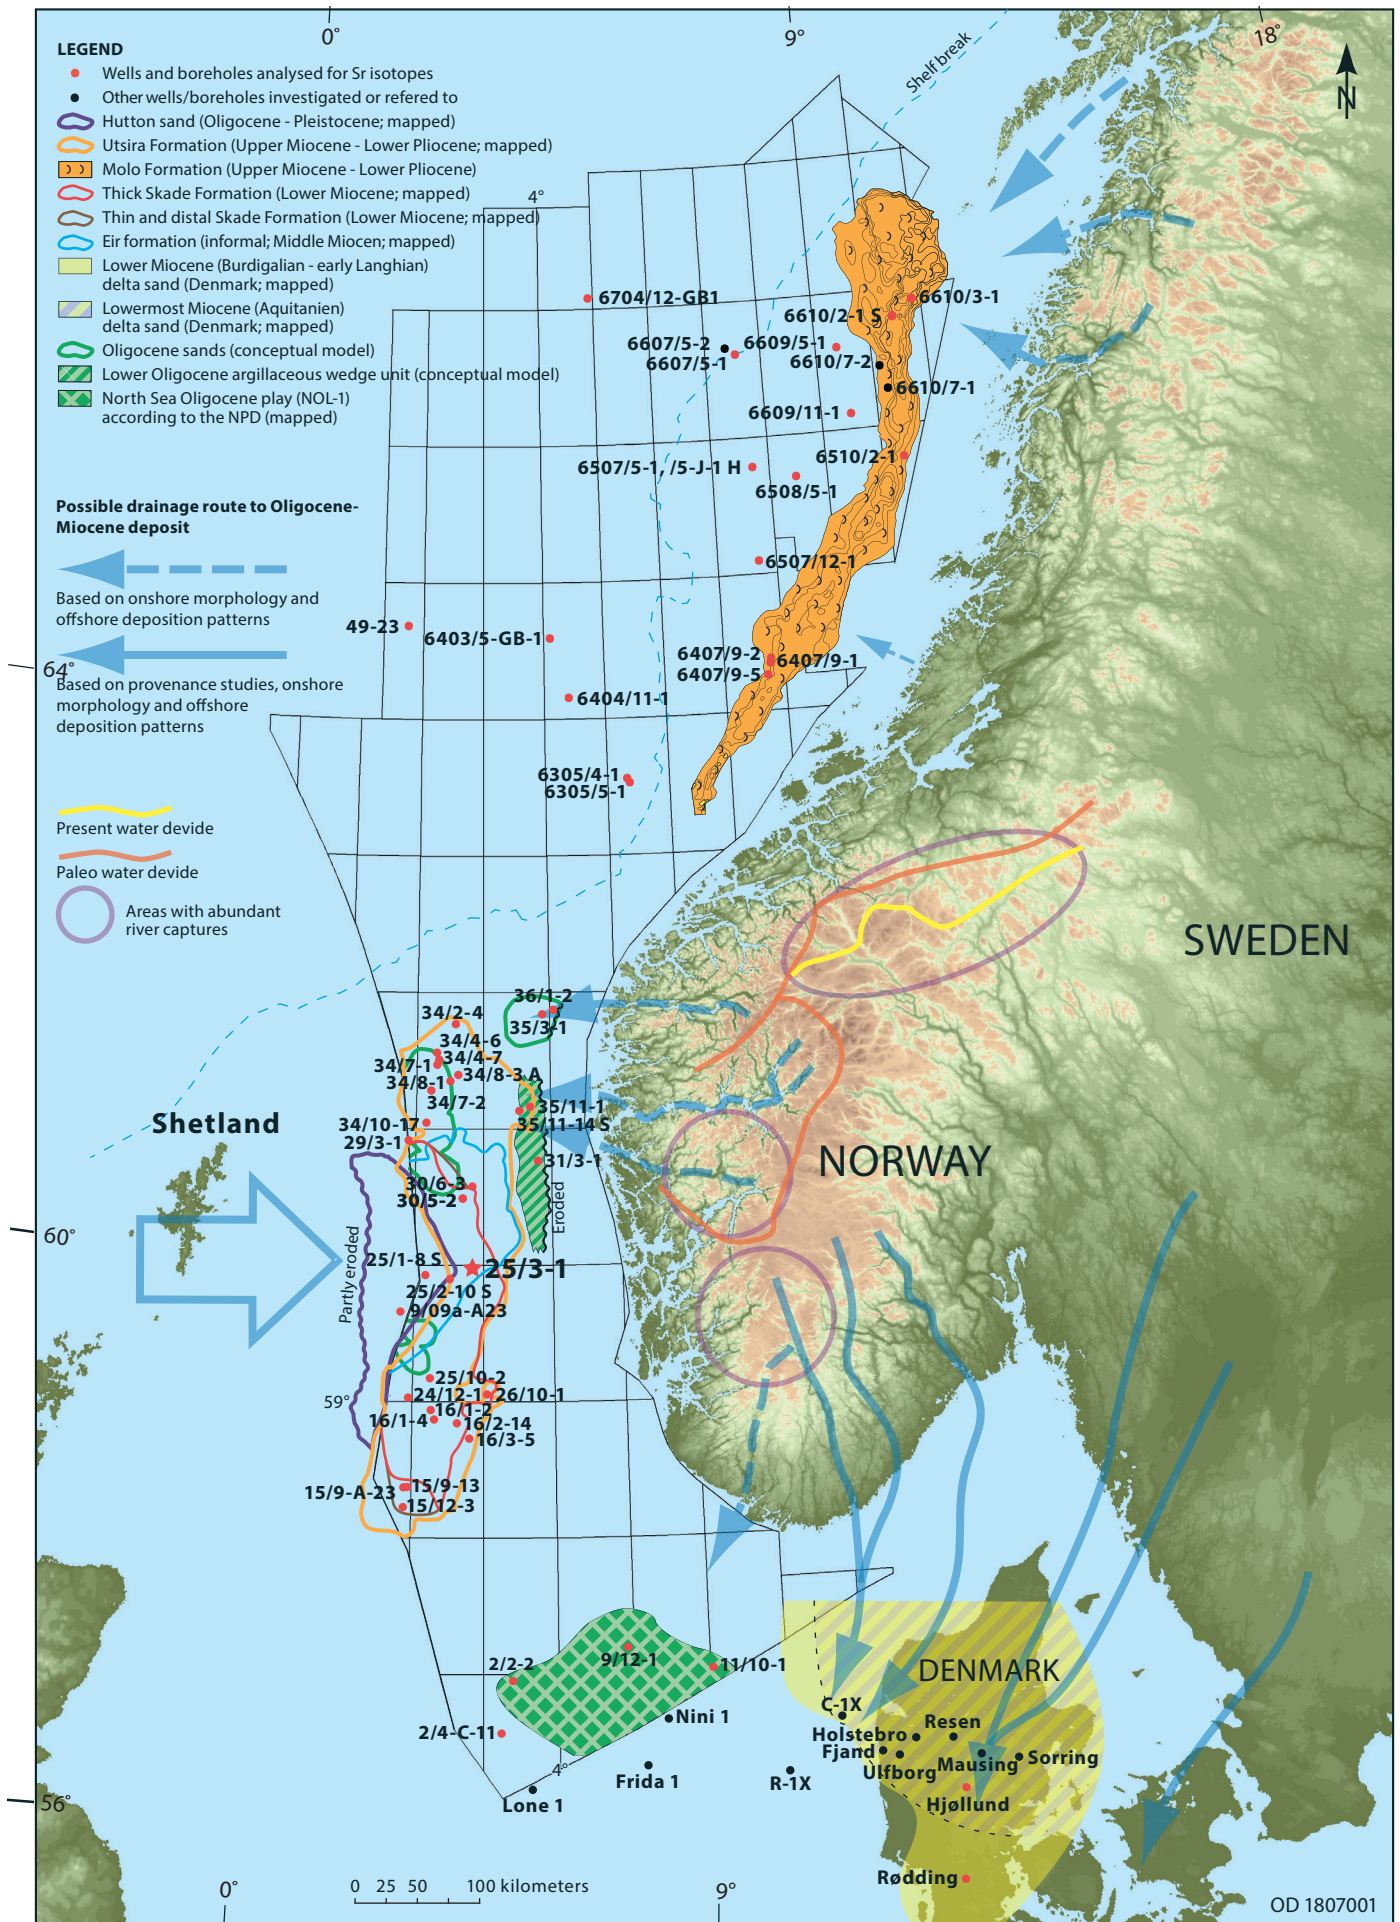 0°
9°
18°
LEGEND
Wells and boreholes analysed for Sr isotopes
Other wells/boreholes investigated or refered to
Hutton sand (Oligocene - Pleistocene; mapped)
Utsira Formation (Upper Miocene - Lower Pliocene; mapped)
Molo Formation (Upper Miocene - Lower Pliocene)
Thick Skade Formation (Lower Miocene; mapped)
Thin and distal Skade Formation (Lower Miocene; mapped)
Eir formation (informal; Middle Miocen; mapped)
Lower Miocene (Burdigalian - early Langhian)
delta sand (Denmark; mapped)
Lowermost Miocene (Aquitanien)
delta sand (Denmark; mapped)
Oligocene sands (conceptual model)
Lower Oligocene argillaceous wedge unit (conceptual model)
North Sea Oligocene play (NOL-1)
according to the NPD (mapped)
Shelf break
N
4°
6704/12-GB1
6610/3-1
6610/2-1 S
6607/5-2
6609/5-1
6607/5-1
6610/7-2
6610/7-1
6609/11-1
6510/2-1
6507/5-1, /5-J-1 H
6508/5-1
6507/12-1
Possible drainage route to Oligocene-
Miocene deposit
Based on onshore morphology and
offshore deposition patterns
Based on provenance studies, onshore
morphology and offshore
deposition patterns
49-23
6403/5-GB-1
6407/9-2
6407/9-1
6407/9-5
64°
6404/11-1
6305/4-1
6305/5-1
Present water devide
Paleo water devide
Areas with abundant
river captures
SWEDEN
36/1-2
34/2-4
35/3-1
34/4-6
34/4-7
34/7-1
34/8-3 A
34/8-1
34/7-2
35/11-1
34/10-17
35/11-14 S
29/3-1
31/3-1
Shetland
NORWAY
30/6-3
30/5-2
Eroded
60°
Partly eroded
25/1-8 S
25/3-1
25/2-10 S
9/09a-A23
25/10-2
24/12-1
26/10-1
59°
16/1-2
16/1-4
16/2-14
16/3-5
15/9-13
15/9-A-23
15/12-3
9/12-1
2/2-2
11/10-1
DENMARK
C-1X
Nini 1
2/4-C-11
Holstebro
Resen
Fjand
Ulfborg
Mausing
Sorring
4°
Frida 1
R-1X
Lone 1
Hjøllund
56°
Rødding
0°
9°
0 25 50 100 kilometers
OD 1807001